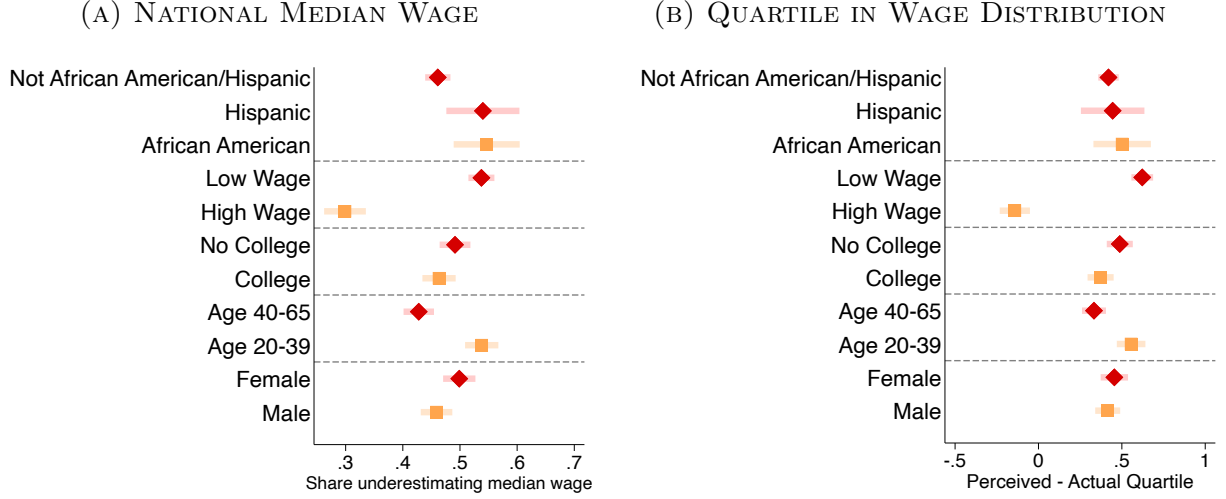 (A) NATIONAL MEDIAN WAGE
Not African American/Hispanic
Hispanic
African American
Low Wage
High Wage
No College
College
Age 40-65
Age 20-39
Female
Male
.3 .4 .5 .6 .7
Share underestimating median wage
(B) QUARTILE IN WAGE DISTRIBUTION
Not African American/Hispanic
Hispanic
African American
Low Wage
High Wage
No College
College
Age 40-65
Age 20-39
Female
Male
-.5 0 .5 1
Perceived - Actual Quartile